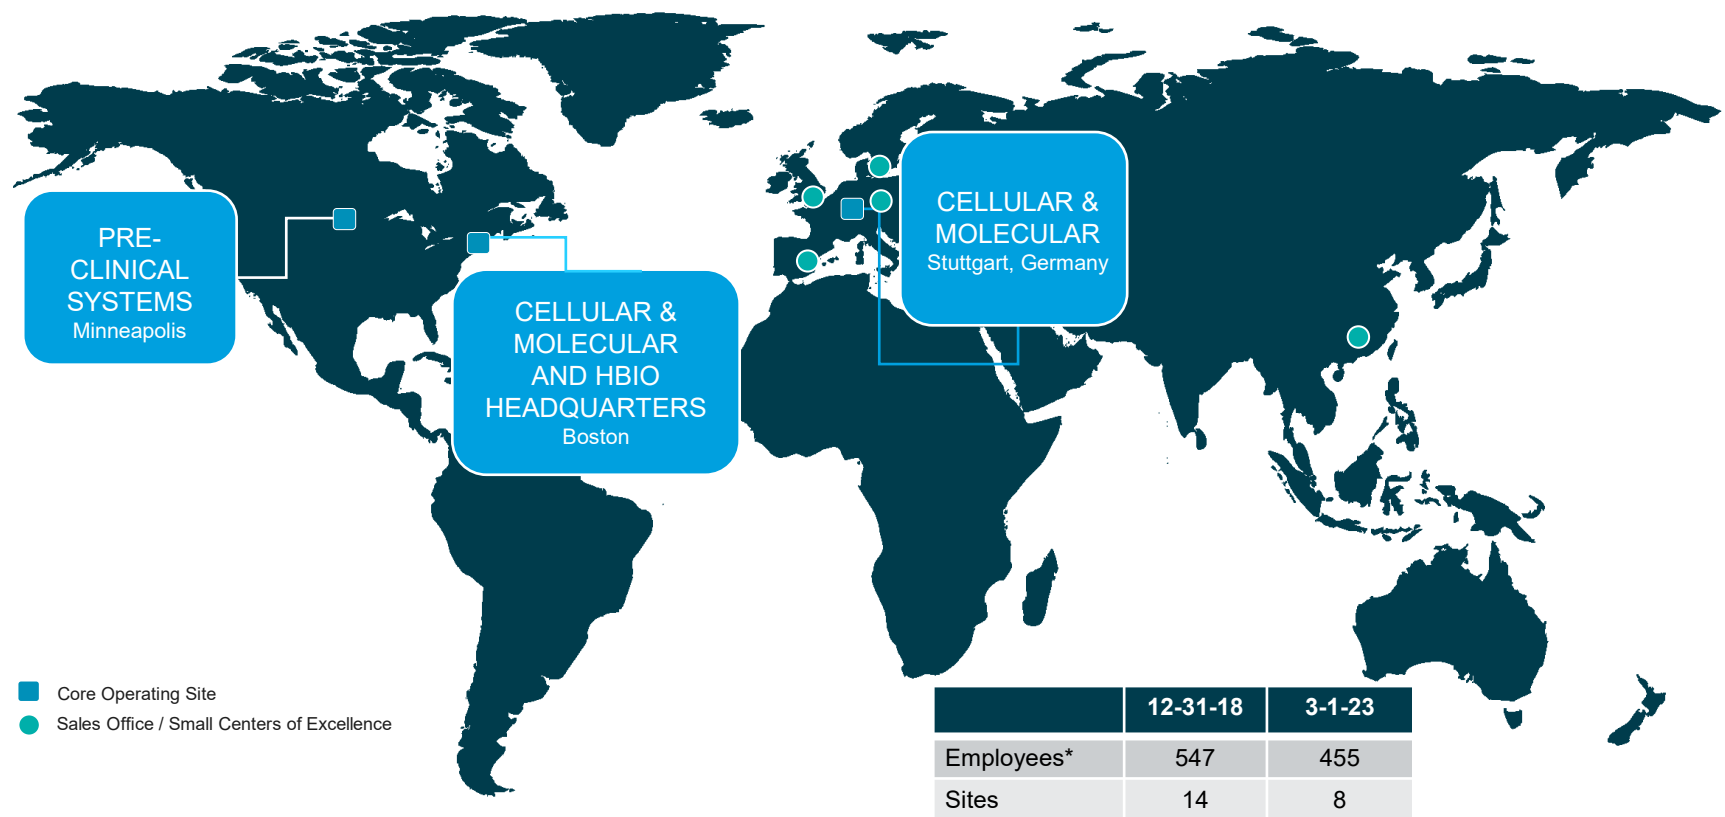 PRE-
CLINICAL
SYSTEMS
Minneapolis
CELLULAR &
MOLECULAR
AND HBIO
HEADQUARTERS
Boston
CELLULAR &
MOLECULAR
Stuttgart, Germany
Core Operating Site
Sales Office / Small Centers of Excellence
12-31-18 3-1-23
Employees* 547 455
Sites 14 8